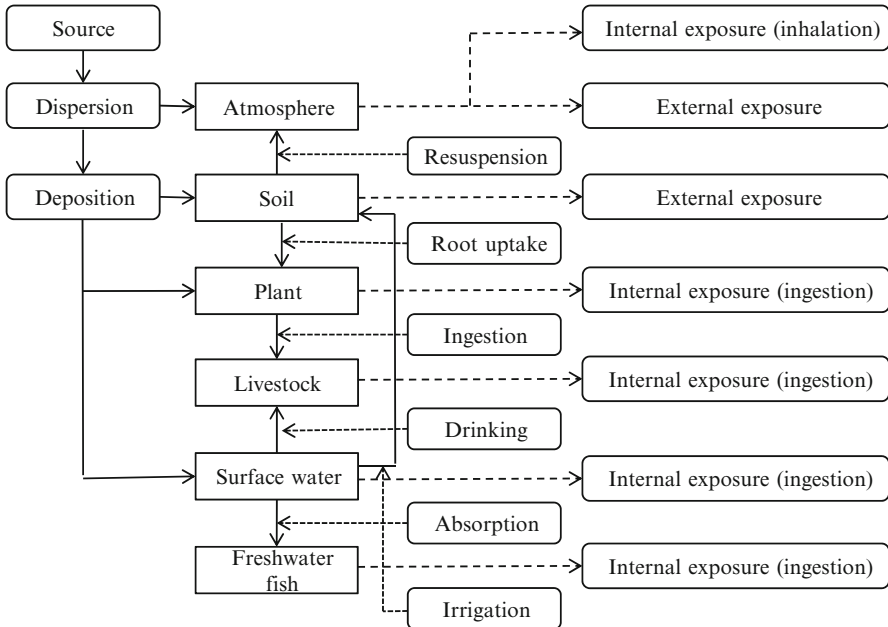 Source
Internal exposure (inhalation)
Dispersion
Atmosphere
External exposure
Resuspension
Deposition
Soil
External exposure
Root uptake
Plant
Internal exposure (ingestion)
Ingestion
Livestock
Internal exposure (ingestion)
Drinking
Surface water
Internal exposure (ingestion)
Absorption
Freshwater
fish
Internal exposure (ingestion)
Irrigation